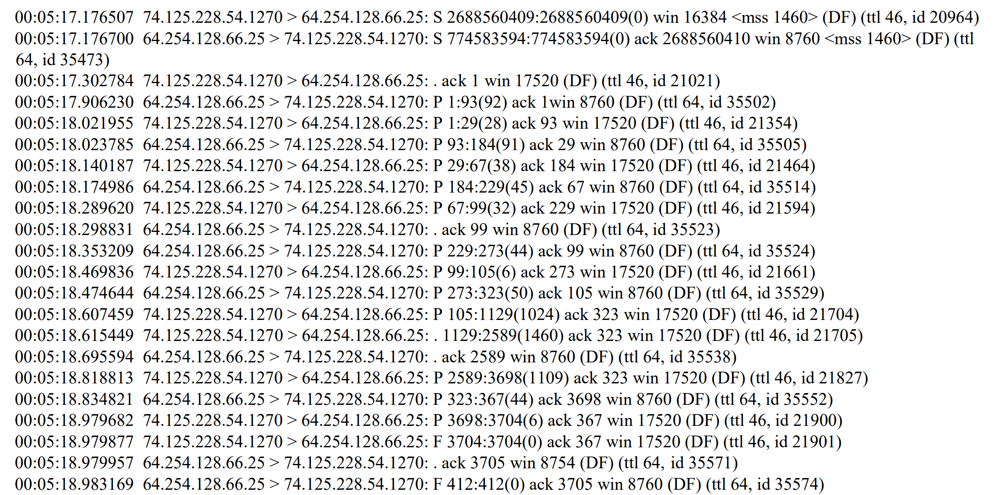 00:05:17.176507 74.125.228.54.1270 > 64.254.128.66.25: S 2688560409:2688560409(0) win 16384 <mss 1460> (DF) (ttl 46, id 20964)
00:05:17.176700 64.254.128.66.25 > 74.125.228.54.1270: S 774583594:774583594(0) ack 2688560410 win 8760 <mss 1460> (DF) (ttl
64, id 35473)
00:05:17.302784 74.125.228.54.1270 > 64.254.128.66.25: . ack 1 win 17520 (DF) (ttl 46, id 21021)
00:05:17.906230 64.254.128.66.25 > 74.125.228.54.1270: P 1:93(92) ack 1win 8760 (DF) (ttl 64, id 35502)
00:05:18.021955 74.125.228.54.1270 > 64.254.128.66.25: P 1:29(28) ack 93 win 17520 (DF) (ttl 46, id 21354)
00:05:18.023785 64.254.128.66.25 > 74.125.228.54.1270: P 93:184(91) ack 29 win 8760 (DF) (ttl 64, id 35505)
00:05:18.140187 74.125.228.54.1270 > 64.254.128.66.25: P 29:67(38) ack 184 win 17520 (DF) (ttl 46, id 21464)
00:05:18.174986 64.254.128.66.25 > 74.125.228.54.1270: P 184:229(45) ack 67 win 8760 (DF) (ttl 64, id 35514)
00:05:18.289620 74.125.228.54.1270 > 64.254.128.66.25: P 67:99(32) ack 229 win 17520 (DF) (ttl 46, id 21594)
00:05:18.298831 64.254.128.66.25 > 74.125.228.54.1270: . ack 99 win 8760 (DF) (ttl 64, id 35523)
00:05:18.353209 64.254.128.66.25 > 74.125.228.54.1270: P 229:273(44) ack 99 win 8760 (DF) (ttl 64, id 35524)
00:05:18.469836 74.125.228.54.1270 > 64.254.128.66.25: P 99:105(6) ack 273 win 17520 (DF) (ttl 46, id 21661)
00:05:18.474644 64.254.128.66.25 > 74.125.228.54.1270: P 273:323(50) ack 105 win 8760 (DF) (ttl 64, id 35529)
00:05:18.607459 74.125.228.54.1270 > 64.254.128.66.25: P 105:1129(1024) ack 323 win 17520 (DF) (ttl 46, id 21704)
00:05:18.615449 74.125.228.54.1270 > 64.254.128.66.25: . 1129:2589(1460) ack 323 win 17520 (DF) (ttl 46, id 21705)
00:05:18.695594 64.254.128.66.25 > 74.125.228.54.1270: . ack 2589 win 8760 (DF) (ttl 64, id 35538)
00:05:18.818813 74.125.228.54.1270 > 64.254.128.66.25: P 2589:3698(1109) ack 323 win 17520 (DF) (ttl 46, id 21827)
00:05:18.834821 64.254.128.66.25 > 74.125.228.54.1270: P 323:367(44) ack 3698 win 8760 (DF) (ttl 64, id 35552)
00:05:18.979682 74.125.228.54.1270 > 64.254.128.66.25: P 3698:3704(6) ack 367 win 17520 (DF) (ttl 46, id 21900)
00:05:18.979877 74.125.228.54.1270 > 64.254.128.66.25: F 3704:3704(0) ack 367 win 17520 (DF) (ttl 46, id 21901)
00:05:18.979957 64.254.128.66.25 > 74.125.228.54.1270: . ack 3705 win 8754 (DF) (ttl 64, id 35571)
00:05:18.983169 64.254.128.66.25 > 74.125.228.54.1270: F 412:412(0) ack 3705 win 8760 (DF) (ttl 64, id 35574)